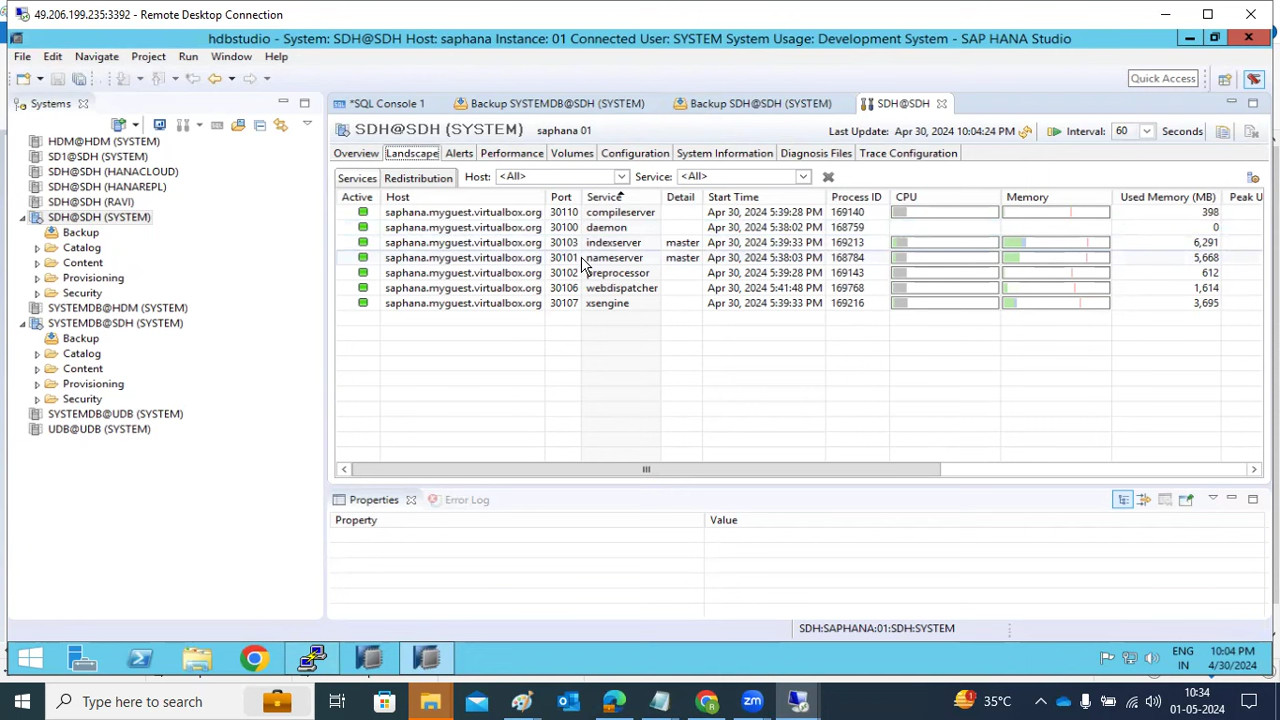 49.206.199.235:3392 - Remote Desktop Connection
hdbstudio - System: SDH@SDH Host: saphana Instance: 01 Connected User: SYSTEM System Usage: Development System - SAP HANA Studio
File Edit Navigate Project Run Window Help
Quick Access
Systems
*SQL Console 1 Backup SYSTEMDB@SDH (SYSTEM) Backup SDH@SDH (SYSTEM) SDH@SDH
HDM@HDM (SYSTEM)
SD1@SDH (SYSTEM)
SDH@SDH (HANACLOUD)
SDH@SDH (HANAREPL)
SDH@SDH (RAVI)
SDH@SDH (SYSTEM)
Backup
Catalog
Content
Provisioning
Security
SYSTEMDB@HDM (SYSTEM)
SYSTEMDB@SDH (SYSTEM)
Backup
Catalog
Content
Provisioning
Security
SYSTEMDB@UDB (SYSTEM)
UDB@UDB (SYSTEM)
SDH@SDH (SYSTEM) saphana 01
Last Update: Apr 30, 2024 10:04:24 PM Interval: 60 Seconds
Overview Landscape Alerts Performance Volumes Configuration System Information Diagnosis Files Trace Configuration
Services Redistribution Host: <All> Service: <All>
Active Host Port Service Detail Start Time Process ID CPU Memory Used Memory (MB) Peak U
saphana.myguest.virtualbox.org 30110 compileserver Apr 30, 2024 5:39:28 PM 169140 398
saphana.myguest.virtualbox.org 30100 daemon Apr 30, 2024 5:38:02 PM 168759 0
saphana.myguest.virtualbox.org 30103 indexserver master Apr 30, 2024 5:39:33 PM 169213 6,291
saphana.myguest.virtualbox.org 30101 nameserver master Apr 30, 2024 5:38:03 PM 168784 5,668
saphana.myguest.virtualbox.org 30102 preprocessor Apr 30, 2024 5:39:28 PM 169143 612
saphana.myguest.virtualbox.org 30106 webdispatcher Apr 30, 2024 5:41:48 PM 169768 1,614
saphana.myguest.virtualbox.org 30107 xsengine Apr 30, 2024 5:39:33 PM 169216 3,695
Properties Error Log
Property Value
SDH:SAPHANA:01:SDH:SYSTEM
ENG 10:04 PM
IN 4/30/2024
Type here to search
1 35°C
10:34
01-05-2024